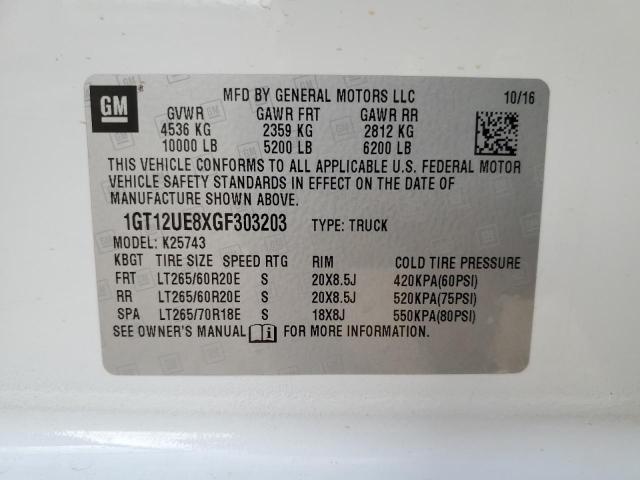 GM
MFD BY GENERAL MOTORS LLC 10/16
GVWR GAWR FRT GAWR RR
4536 KG 2359 KG 2812 KG
10000 LB 5200 LB 6200 LB
THIS VEHICLE CONFORMS TO ALL APPLICABLE U.S. FEDERAL MOTOR
VEHICLE SAFETY STANDARDS IN EFFECT ON THE DATE OF
MANUFACTURE SHOWN ABOVE.
1GT12UE8XGF303203 TYPE: TRUCK
MODEL: K25743
KBGT TIRE SIZE SPEED RTG RIM COLD TIRE PRESSURE
FRT LT265/60R20E S 20X8.5J 420KPA(60PSI)
RR LT265/60R20E S 20X8.5J 520KPA(75PSI)
SPA LT265/70R18E S 18X8J 550KPA(80PSI)
SEE OWNER'S MANUAL FOR MORE INFORMATION.